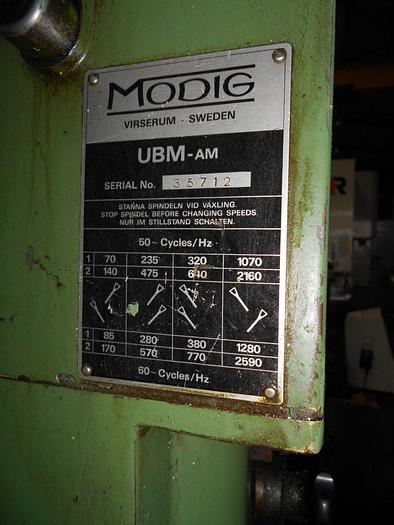 MODIG
VIRSERUM · SWEDEN
UBM-AM
SERIAL No. 35712
STANNA SPINDELN VID VÄXLING.
STOP SPINDEL BEFORE CHANGING SPEEDS.
NUR IM STILLSTAND SCHALTEN.
50~Cycles/Hz
1 70 235 320 1070
2 140 475 640 2160
1 85 280 380 1280
2 170 570 770 2590
60~Cycles/Hz
R